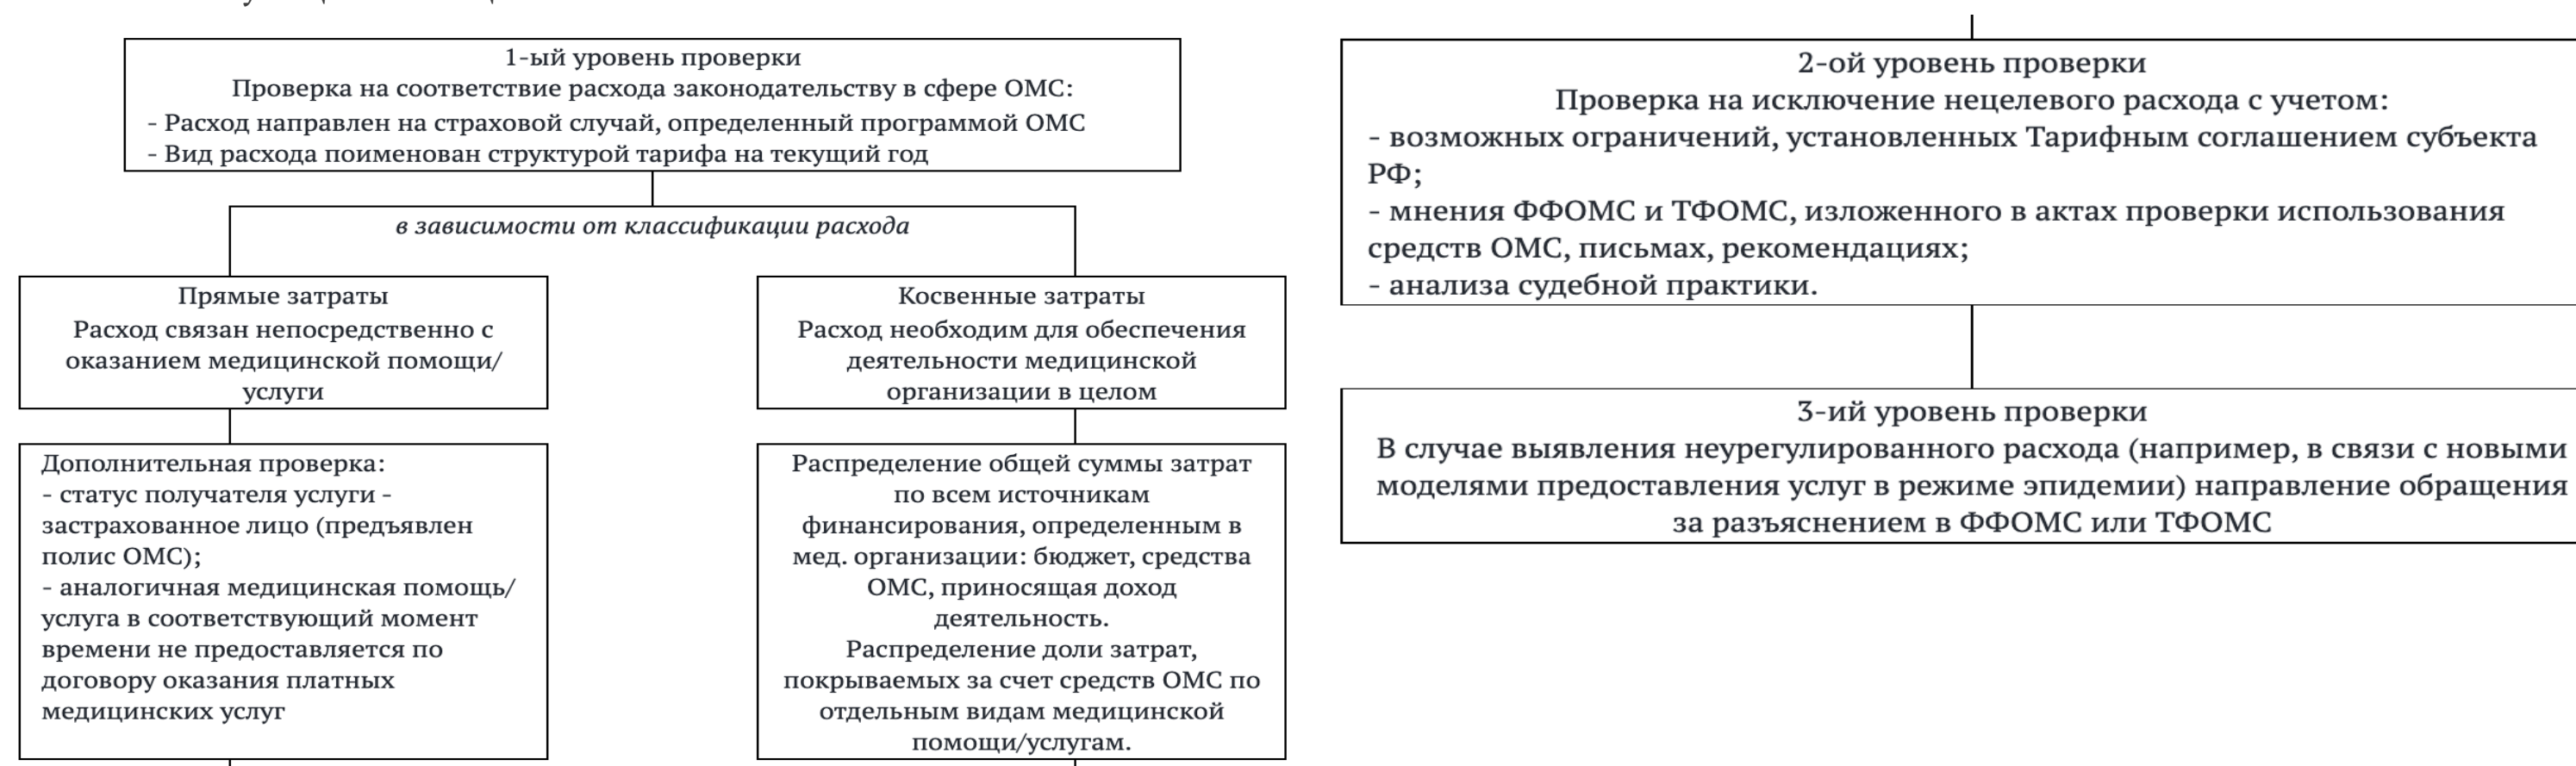 1-ый уровень проверки
Проверка на соответствие расхода законодательству в сфере ОМС:
- Расход направлен на страховой случай, определенный программой ОМС
- Вид расхода поименован структурой тарифа на текущий год
в зависимости от классификации расхода
Прямые затраты
Расход связан непосредственно с
оказанием медицинской помощи/
услуги
Косвенные затраты
Расход необходим для обеспечения
деятельности медицинской
организации в целом
Дополнительная проверка:
- статус получателя услуги -
застрахованное лицо (предъявлен
полис ОМС);
- аналогичная медицинская помощь/
услуга в соответствующий момент
времени не предоставляется по
договору оказания платных
медицинских услуг
Распределение общей суммы затрат
по всем источникам
финансирования, определенным в
мед. организации: бюджет, средства
ОМС, приносящая доход
деятельность.
Распределение доли затрат,
покрываемых за счет средств ОМС по
отдельным видам медицинской
помощи/услугам.
2-ой уровень проверки
Проверка на исключение нецелевого расхода с учетом:
- возможных ограничений, установленных Тарифным соглашением субъекта
РФ;
- мнения ФФОМС и ТФОМС, изложенного в актах проверки использования
средств ОМС, письмах, рекомендациях;
- анализа судебной практики.
3-ий уровень проверки
В случае выявления неурегулированного расхода (например, в связи с новыми
моделями предоставления услуг в режиме эпидемии) направление обращения
за разъяснением в ФФОМС или ТФОМС